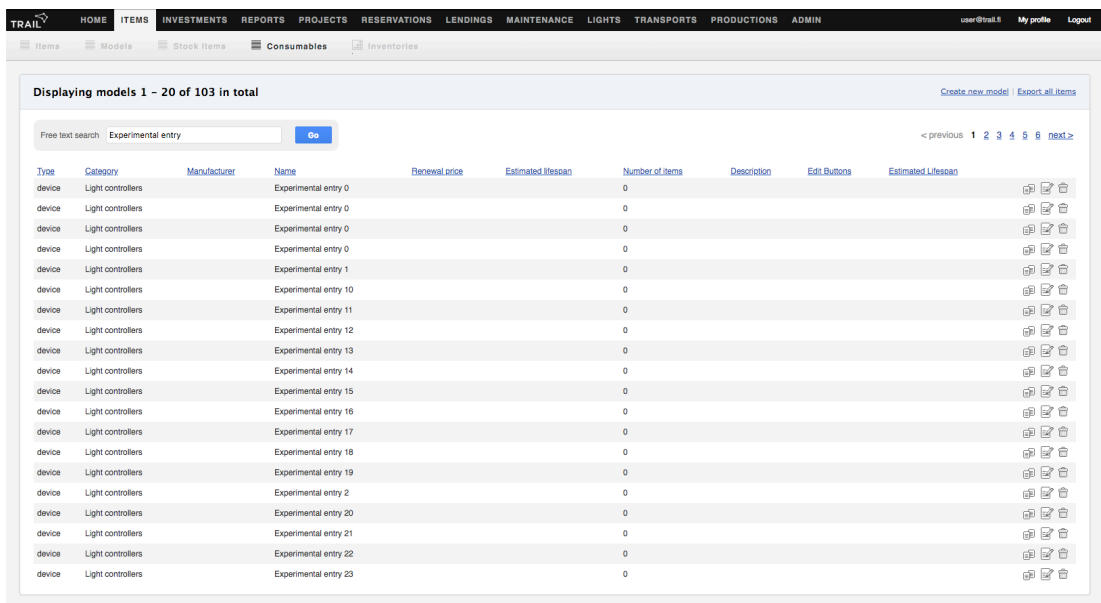 TRAIL HOME ITEMS INVESTMENTS REPORTS PROJECTS RESERVATIONS LENDINGS MAINTENANCE LIGHTS TRANSPORTS PRODUCTIONS ADMIN user@trail.fi My profile Logout
Items Models Stock Items Consumables Inventories
Displaying models 1 – 20 of 103 in total Create new model | Export all items
Free text search Experimental entry Go < previous 1 2 3 4 5 6 next >
Type Category Manufacturer Name Renewal price Estimated lifespan Number of items Description Edit Buttons Estimated Lifespan
device Light controllers Experimental entry 0 0
device Light controllers Experimental entry 0 0
device Light controllers Experimental entry 0 0
device Light controllers Experimental entry 0 0
device Light controllers Experimental entry 1 0
device Light controllers Experimental entry 10 0
device Light controllers Experimental entry 11 0
device Light controllers Experimental entry 12 0
device Light controllers Experimental entry 13 0
device Light controllers Experimental entry 14 0
device Light controllers Experimental entry 15 0
device Light controllers Experimental entry 16 0
device Light controllers Experimental entry 17 0
device Light controllers Experimental entry 18 0
device Light controllers Experimental entry 19 0
device Light controllers Experimental entry 2 0
device Light controllers Experimental entry 20 0
device Light controllers Experimental entry 21 0
device Light controllers Experimental entry 22 0
device Light controllers Experimental entry 23 0